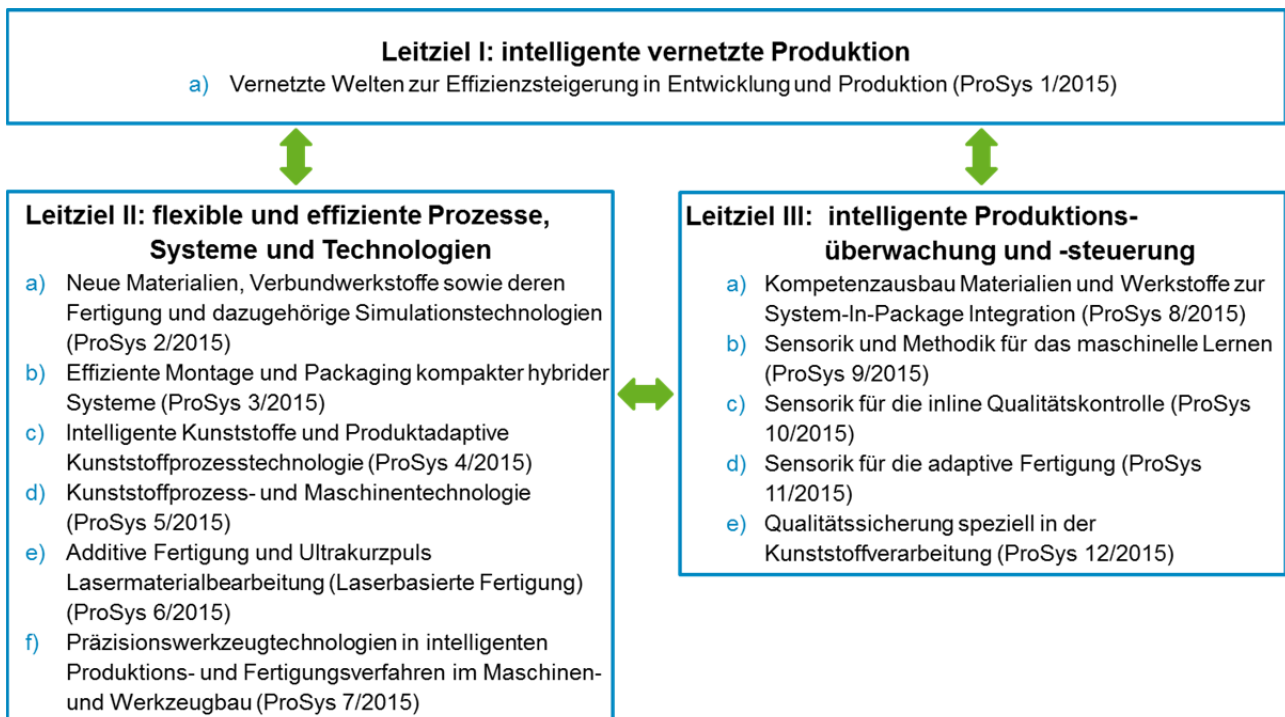 Leitziel I: intelligente vernetzte Produktion
a) Vernetzte Welten zur Effizienzsteigerung in Entwicklung und Produktion (ProSys 1/2015)
Leitziel II: flexible und effiziente Prozesse,
Systeme und Technologien
a) Neue Materialien, Verbundwerkstoffe sowie deren
Fertigung und dazugehörige Simulationstechnologien
(ProSys 2/2015)
b) Effiziente Montage und Packaging kompakter hybrider
Systeme (ProSys 3/2015)
c) Intelligente Kunststoffe und Produktadaptive
Kunststoffprozesstechnologie (ProSys 4/2015)
d) Kunststoffprozess- und Maschinentechnologie
(ProSys 5/2015)
e) Additive Fertigung und Ultrakurzpuls
Lasermaterialbearbeitung (Laserbasierte Fertigung)
(ProSys 6/2015)
f) Präzisionswerkzeugtechnologien in intelligenten
Produktions- und Fertigungsverfahren im Maschinen-
und Werkzeugbau (ProSys 7/2015)
Leitziel III: intelligente Produktions-
überwachung und -steuerung
a) Kompetenzausbau Materialien und Werkstoffe zur
System-In-Package Integration (ProSys 8/2015)
b) Sensorik und Methodik für das maschinelle Lernen
(ProSys 9/2015)
c) Sensorik für die inline Qualitätskontrolle (ProSys
10/2015)
d) Sensorik für die adaptive Fertigung (ProSys
11/2015)
e) Qualitätssicherung speziell in der
Kunststoffverarbeitung (ProSys 12/2015)